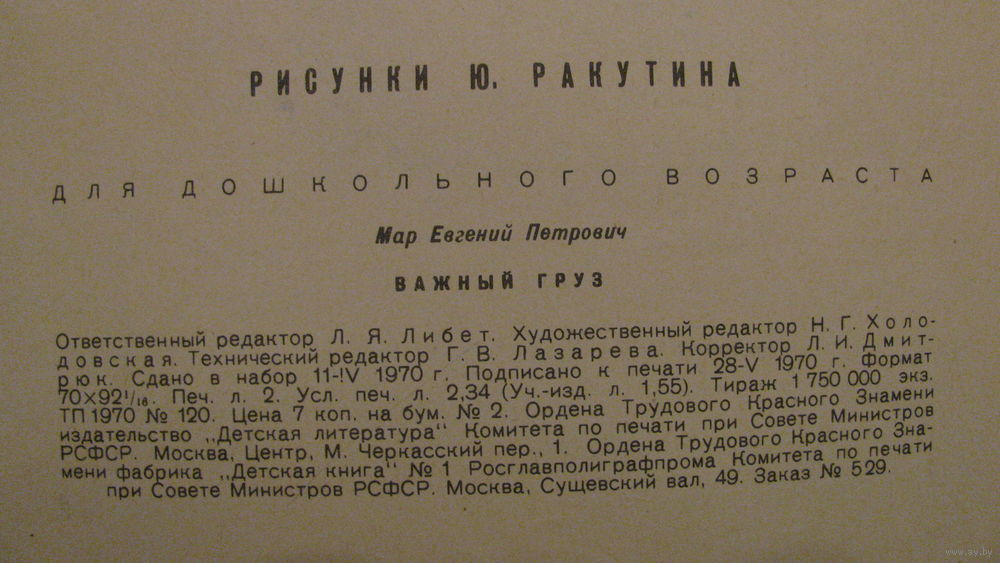 РИСУНКИ Ю. РАКУТИНА
ДЛЯ ДОШКОЛЬНОГО ВОЗРАСТА
Мар Евгений Петрович
ВАЖНЫЙ ГРУЗ
Ответственный редактор Л. Я. Либет. Художественный редактор Н. Г. Холо-
довская. Технический редактор Г. В. Лазарева. Корректор Л. И. Дмит-
рюк. Сдано в набор 11-IV 1970 г. Подписано к печати 28-V 1970 г. Формат
70×92 1/16. Печ. л. 2. Усл. печ. л. 2,34 (Уч.-изд. л. 1,55). Тираж 1 750 000 экз.
ТП 1970 № 120. Цена 7 коп. на бум. № 2. Ордена Трудового Красного Знамени
издательство „Детская литература" Комитета по печати при Совете Министров
РСФСР. Москва, Центр, М. Черкасский пер., 1. Ордена Трудового Красного Зна-
мени фабрика „Детская книга" № 1 Росглавполиграфпрома Комитета по печати
при Совете Министров РСФСР. Москва, Сущевский вал, 49. Заказ № 529.
www.ay.by